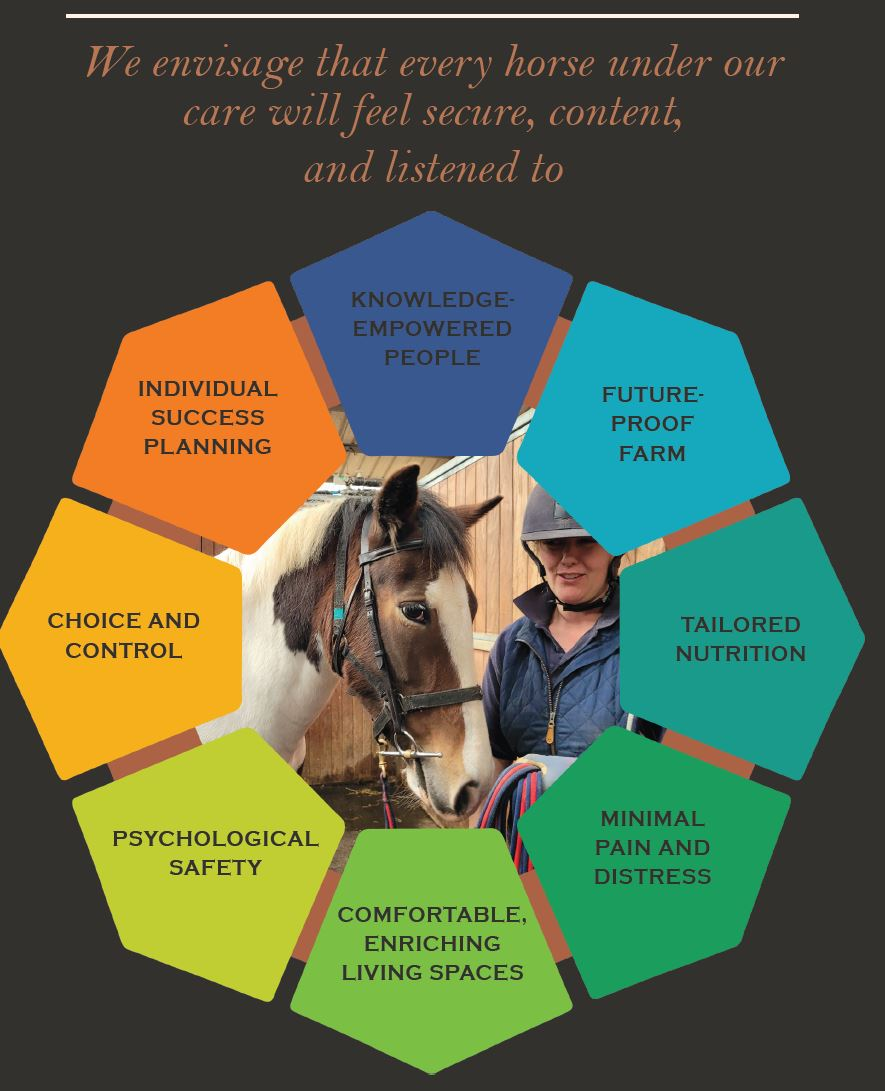 We envisage that every horse under our
care will feel secure, content,
and listened to
KNOWLEDGE-
EMPOWERED
PEOPLE
FUTURE-
PROOF
FARM
TAILORED
NUTRITION
MINIMAL
PAIN AND
DISTRESS
COMFORTABLE,
ENRICHING
LIVING SPACES
PSYCHOLOGICAL
SAFETY
CHOICE AND
CONTROL
INDIVIDUAL
SUCCESS
PLANNING